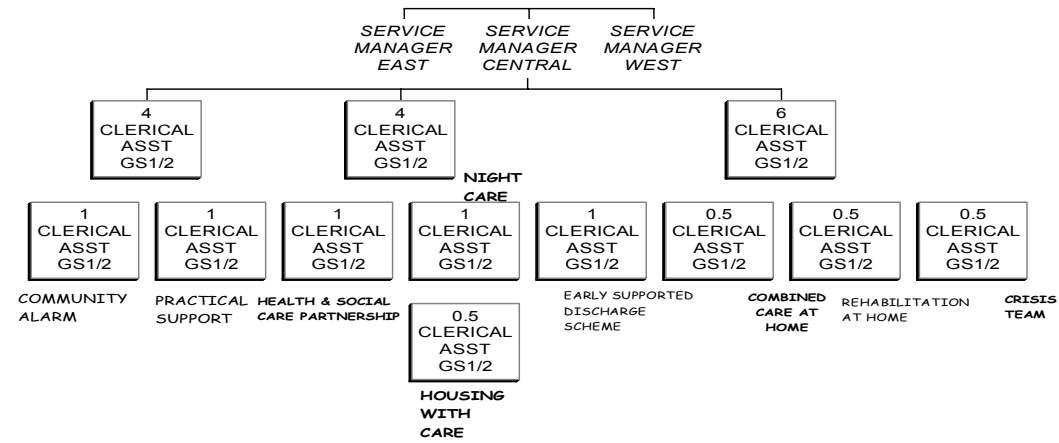 SERVICE
MANAGER
EAST
SERVICE
MANAGER
CENTRAL
SERVICE
MANAGER
WEST
4
CLERICAL
ASST
GS1/2
4
CLERICAL
ASST
GS1/2
6
CLERICAL
ASST
GS1/2
NIGHT
CARE
1
CLERICAL
ASST
GS1/2
1
CLERICAL
ASST
GS1/2
1
CLERICAL
ASST
GS1/2
1
CLERICAL
ASST
GS1/2
1
CLERICAL
ASST
GS1/2
0.5
CLERICAL
ASST
GS1/2
0.5
CLERICAL
ASST
GS1/2
0.5
CLERICAL
ASST
GS1/2
COMMUNITY
ALARM
PRACTICAL
SUPPORT
HEALTH & SOCIAL
CARE PARTNERSHIP
EARLY SUPPORTED
DISCHARGE
SCHEME
COMBINED
CARE AT
HOME
REHABILITATION
AT HOME
CRISIS
TEAM
0.5
CLERICAL
ASST
GS1/2
HOUSING
WITH
CARE